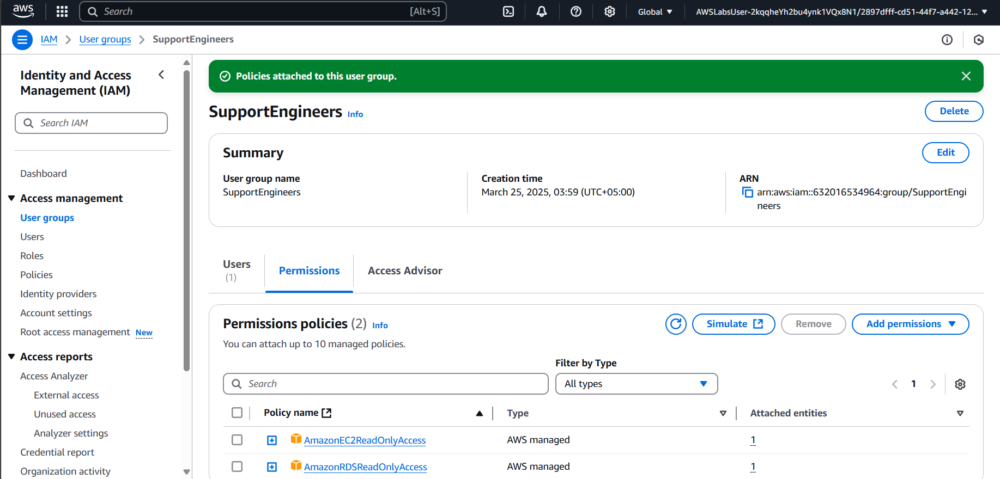 aws
Search
[Alt+S]
Global
AWSLabsUser-2kqqheYh2bu4ynk1VQx8N1/2897dfff-cd51-44f7-a442-12...
IAM
User groups
SupportEngineers
Identity and Access
Management (IAM)
Search IAM
Dashboard
Access management
User groups
Users
Roles
Policies
Identity providers
Account settings
Root access management New
Access reports
Access Analyzer
External access
Unused access
Analyzer settings
Credential report
Organization activity
Policies attached to this user group.
SupportEngineers Info
Delete
Summary
Edit
User group name
SupportEngineers
Creation time
March 25, 2025, 03:59 (UTC+05:00)
ARN
arn:aws:iam::632016534964:group/SupportEngi
neers
Users
(1)
Permissions
Access Advisor
Permissions policies (2) Info
Simulate
Remove
Add permissions
You can attach up to 10 managed policies.
Filter by Type
Search
All types
1
Policy name
Type
Attached entities
AmazonEC2ReadOnlyAccess
AWS managed
1
AmazonRDSReadOnlyAccess
AWS managed
1